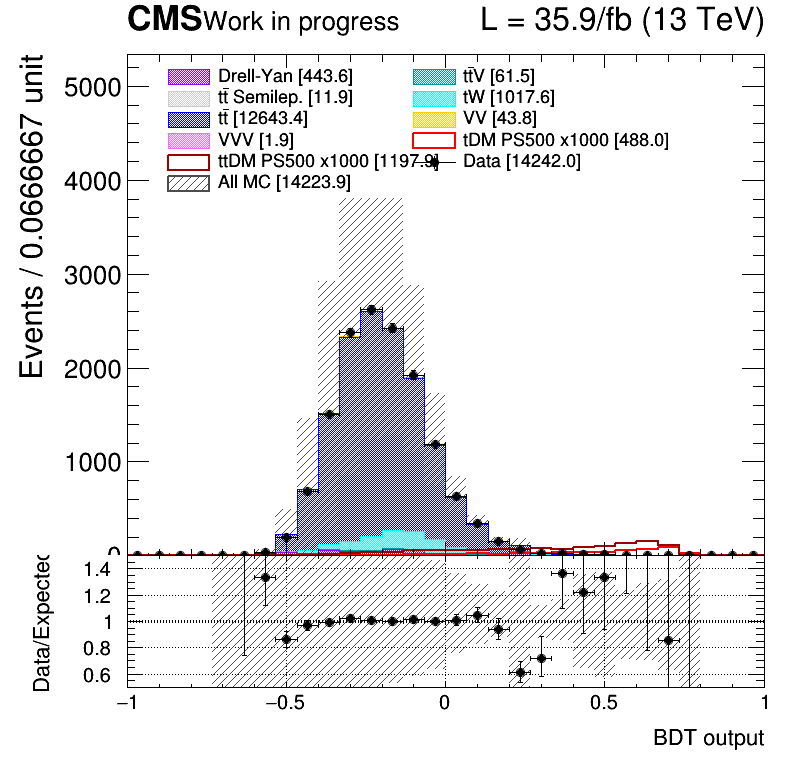 CMS Work in progress L = 35.9/fb (13 TeV)
Events / 0.0666667 unit
5000
4000
3000
2000
1000
0
Drell-Yan [443.6] tt̄V [61.5]
tt̄ Semilep. [11.9] tW [1017.6]
tt̄ [12643.4] VV [43.8]
VVV [1.9] tDM PS500 x1000 [488.0]
ttDM PS500 x1000 [1197.9] Data [14242.0]
All MC [14223.9]
Data/Expected
1.4
1.2
1
0.8
0.6
−1 −0.5 0 0.5 1
BDT output